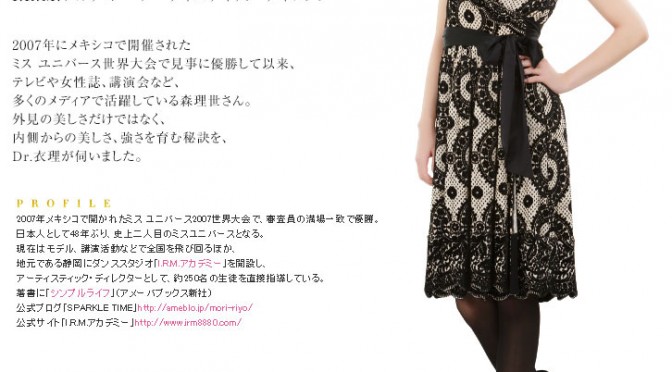 2007年にメキシコで開催された
ミス ユニバース世界大会で見事に優勝して以来、
テレビや女性誌、講演会など、
多くのメディアで活躍している森理世さん。
外見の美しさだけではなく、
内側からの美しさ、強さを育む秘訣を、
Dr.衣理が伺いました。
PROFILE
2007年メキシコで開かれたミス ユニバース2007世界大会で、審査員の満場一致で優勝。
日本人として48年ぶり、史上二人目のミスユニバースとなる。
現在はモデル、講演活動などで全国を飛び回るほか、
地元である静岡にダンススタジオ「I.R.M.アカデミー」を開設し、
アーティスティック・ディレクターとして、約250名の生徒を直接指導している。
著書に「シンプルライフ」(アメーバブックス新社)
公式ブログ「SPARKLE TIME」http://ameblo.jp/mori-riyo/
公式サイト「I.R.M.アカデミー」http://www.irm8880.com/